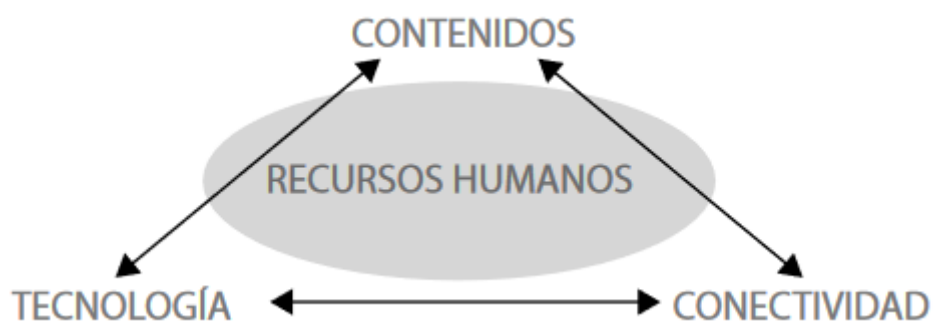 CONTENIDOS
RECURSOS HUMANOS
TECNOLOGÍA
CONECTIVIDAD